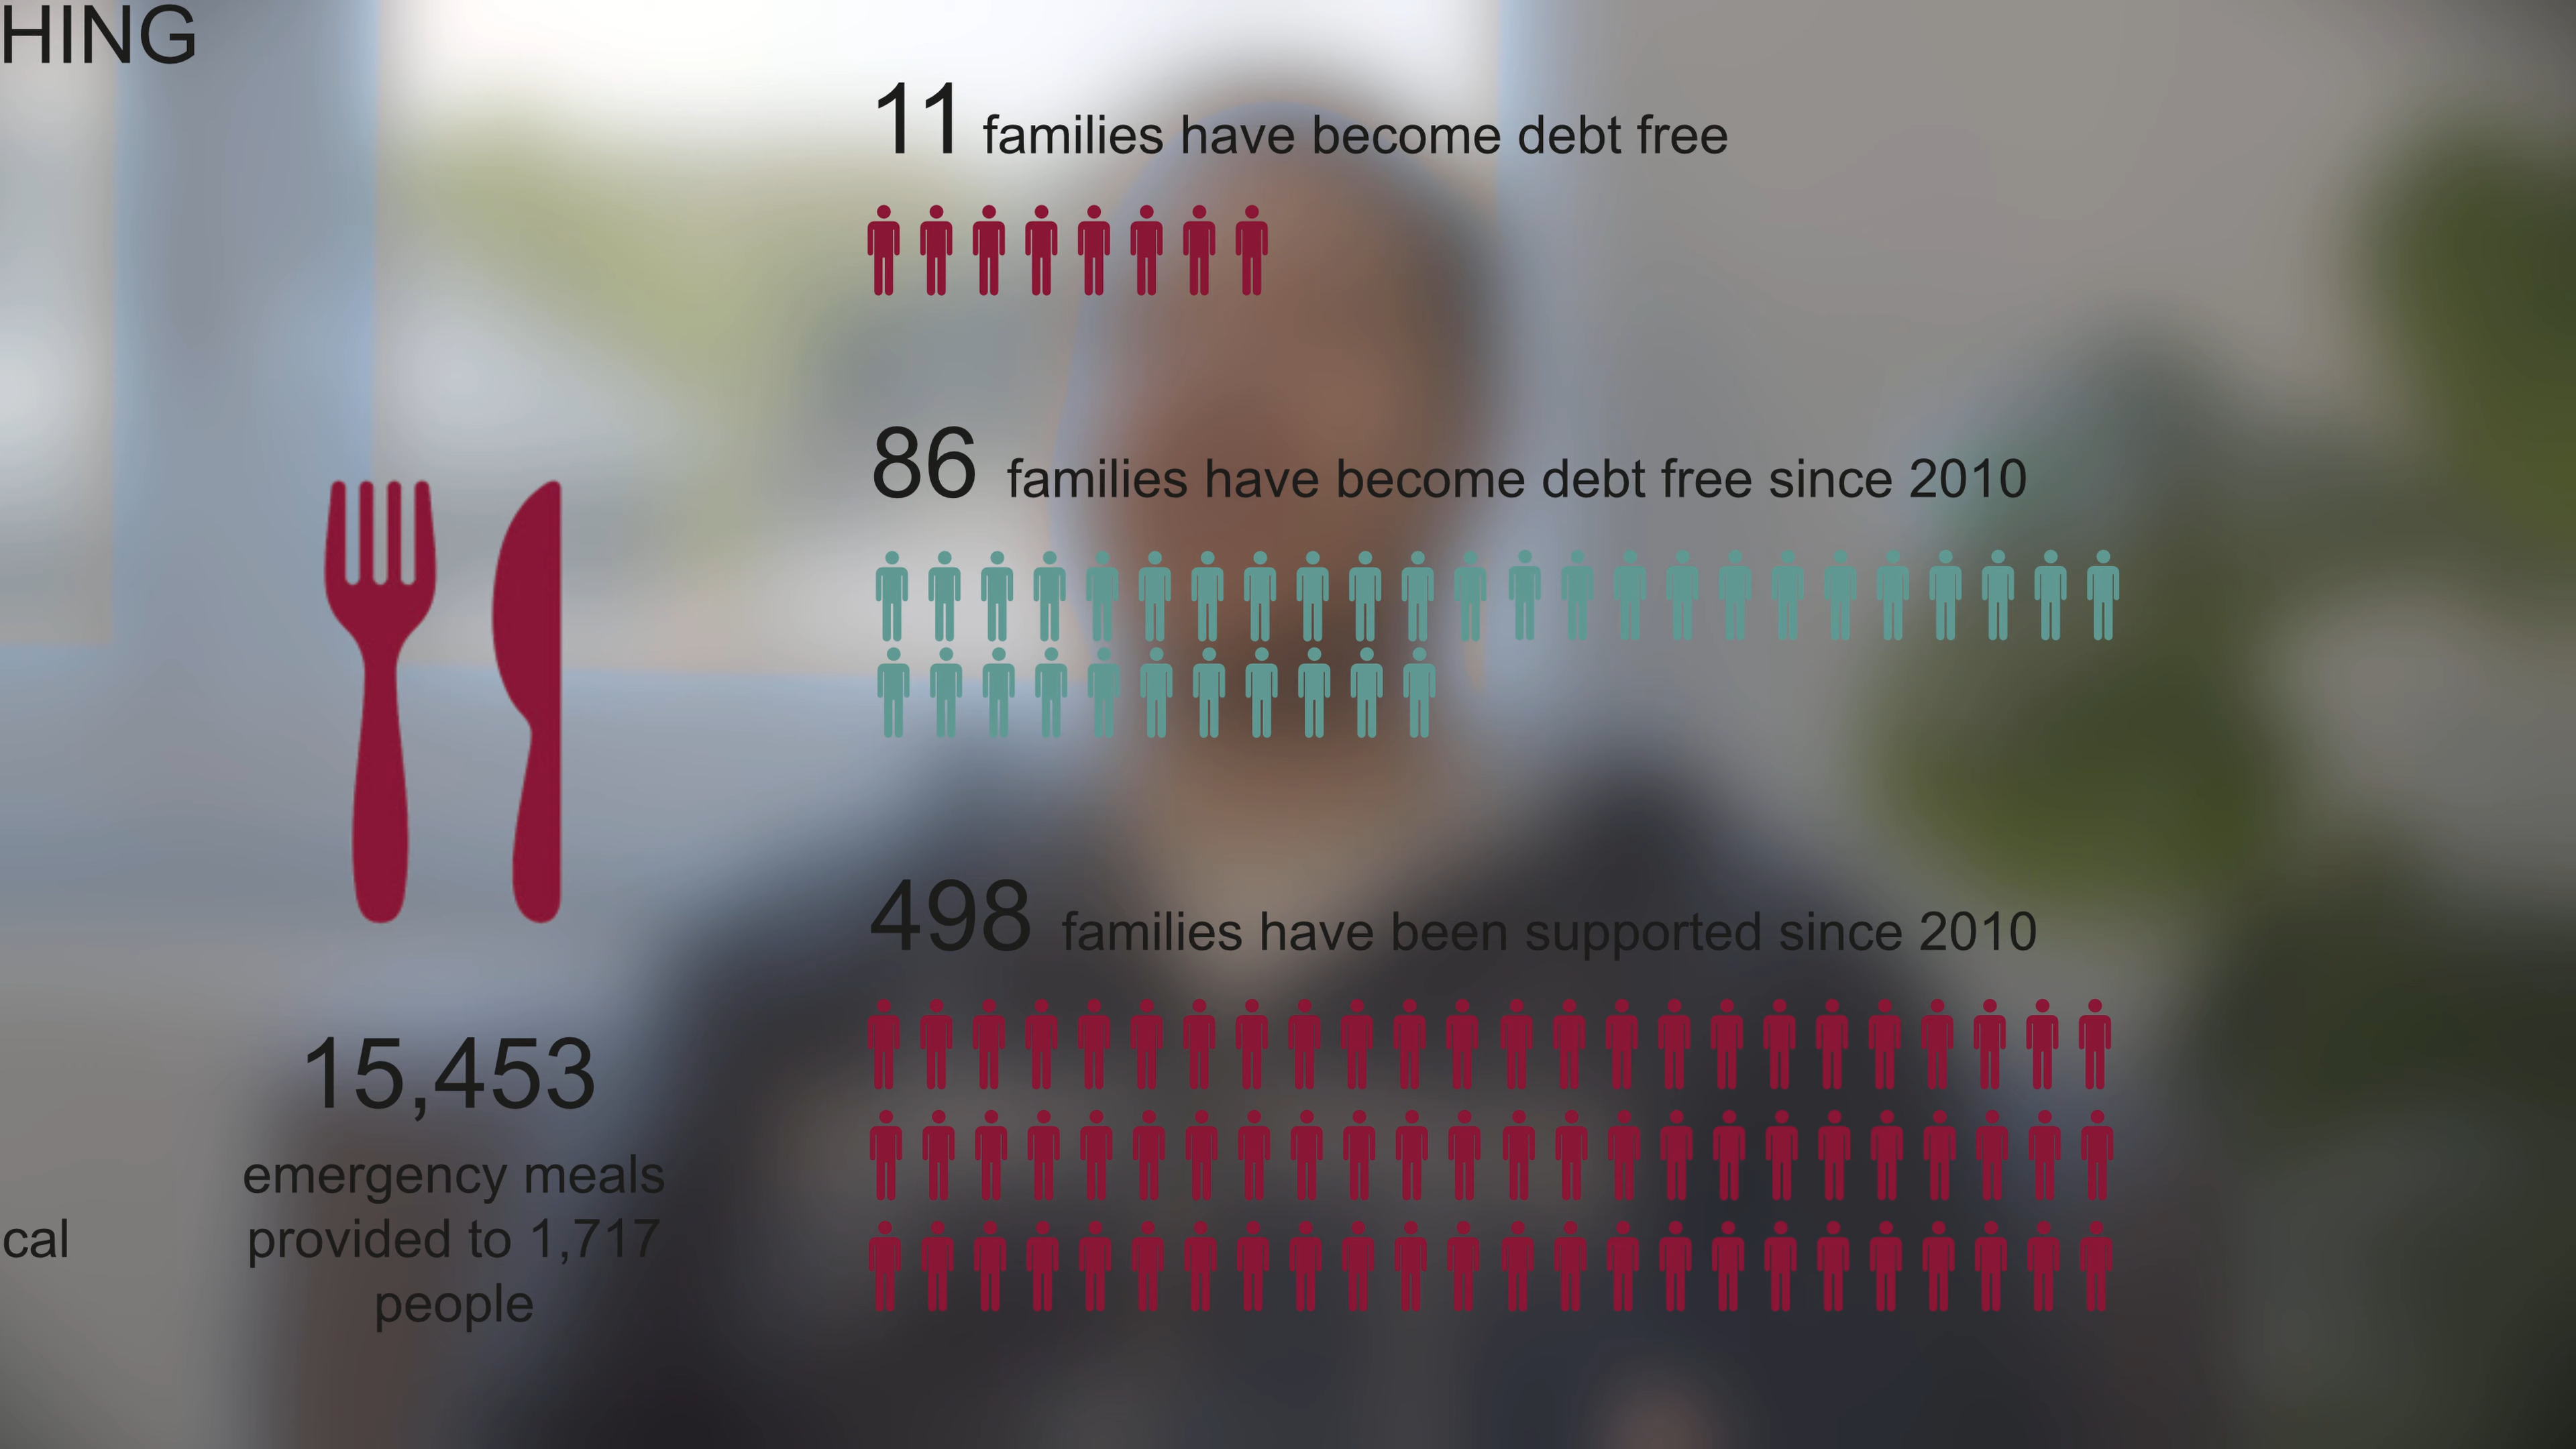 HING
11 families have become debt free
86 families have become debt free since 2010
498 families have been supported since 2010
15,453
emergency meals
provided to 1,717
people
cal